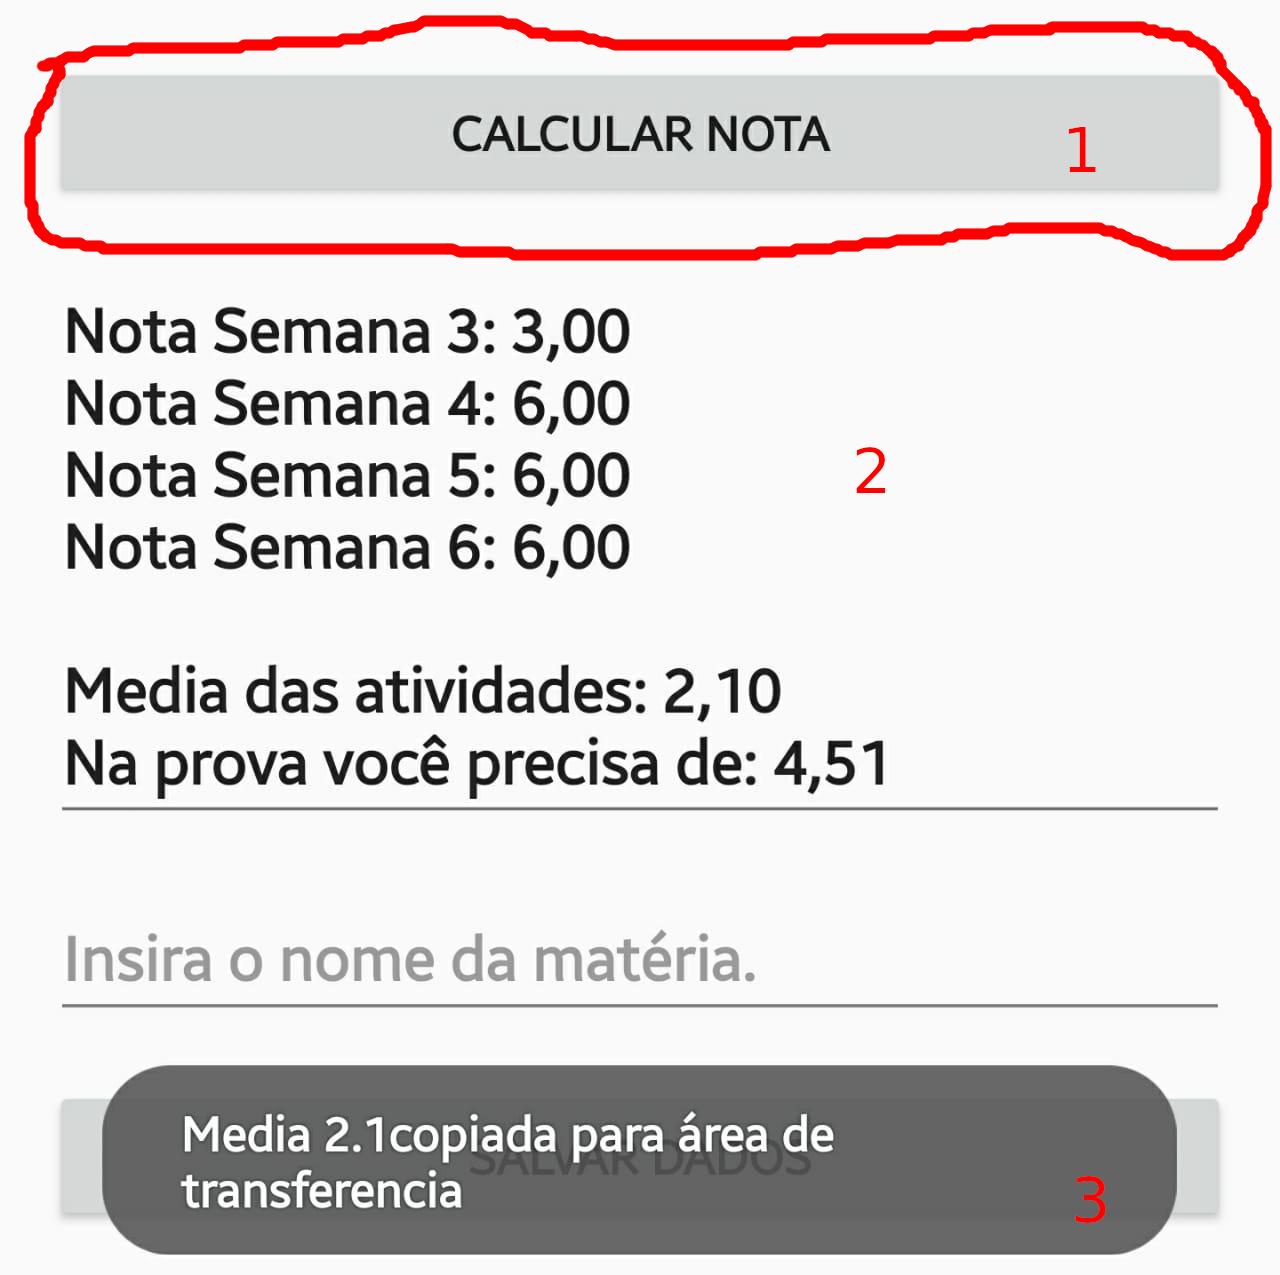 CALCULAR NOTA
1
Nota Semana 3: 3,00
Nota Semana 4: 6,00
Nota Semana 5: 6,00
2
Nota Semana 6: 6,00
Media das atividades: 2,10
Na prova você precisa de: 4,51
Insira o nome da matéria.
Media 2.1copiada para área de
SALVAR DADOS
transferencia
3